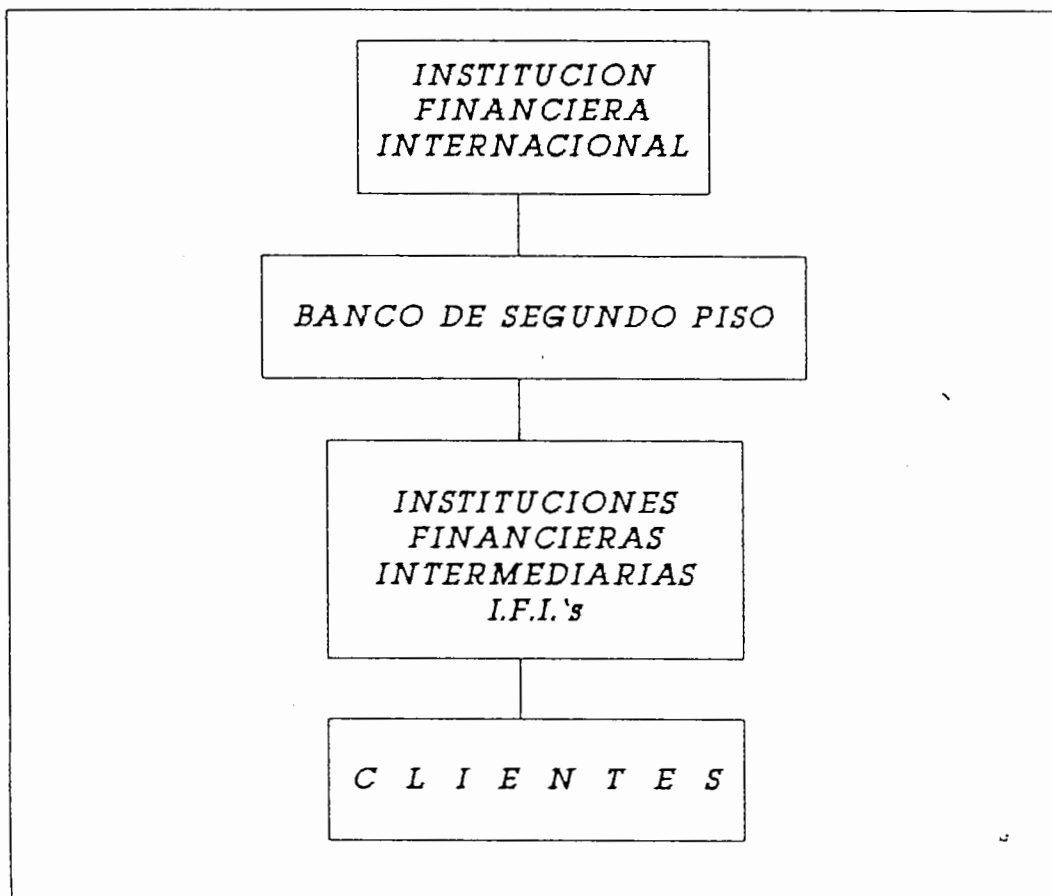 INSTITUCION
FINANCIERA
INTERNACIONAL
BANCO DE SEGUNDO PISO
INSTITUCIONES
FINANCIERAS
INTERMEDIARIAS
I.F.I.`s
C L I E N T E S